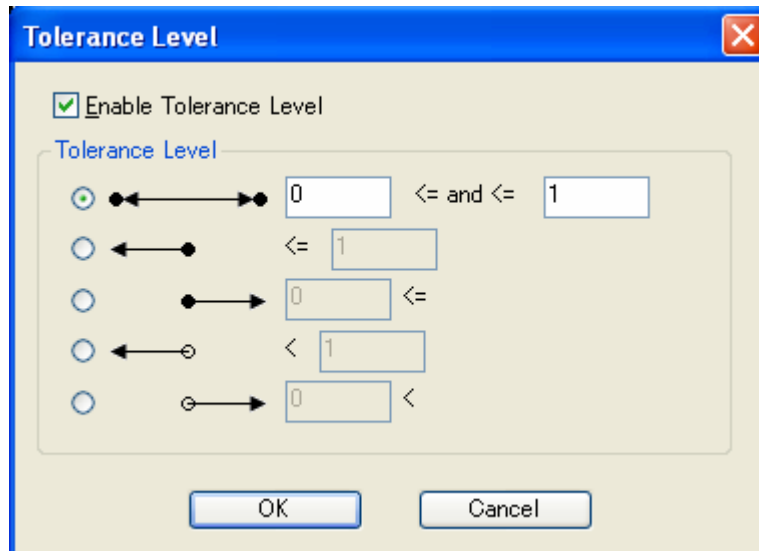 Tolerance Level
Enable Tolerance Level
Tolerance Level
0 <= and <= 1
<= 1
0 <=
< 1
0 <
OK Cancel